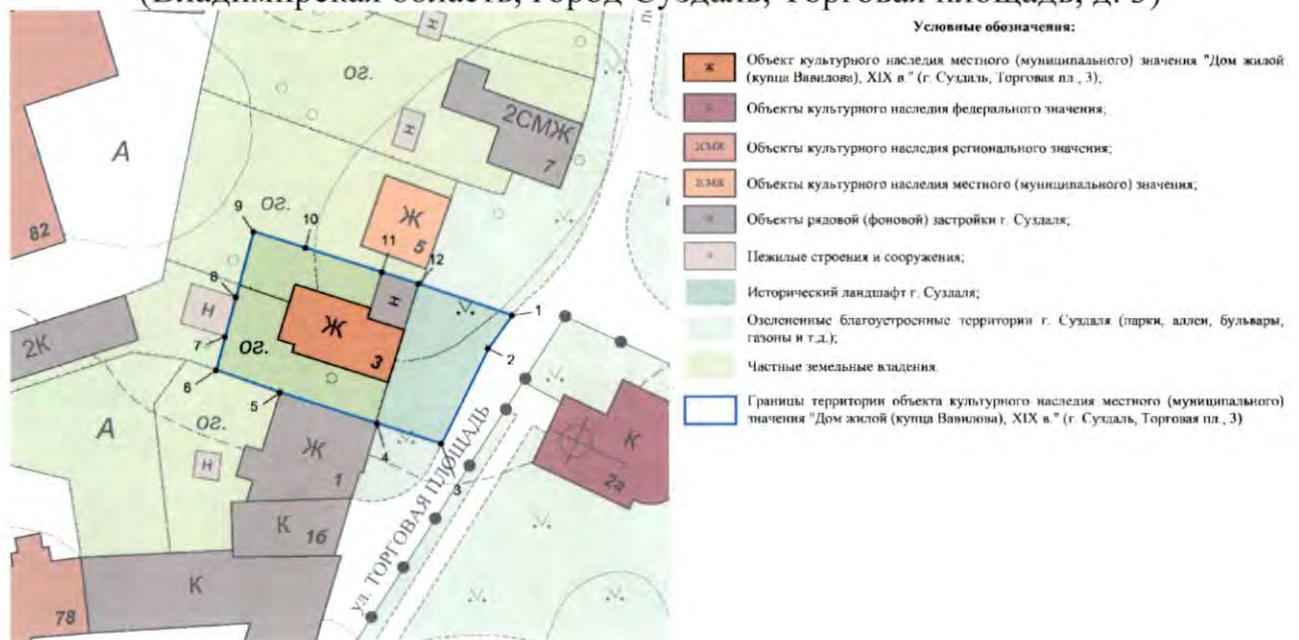 (Владимирская область, город Суздаль, Торговая площадь, д. 3)
Условные обозначения:
Ж
Объект культурного наследия местного (муниципального) значения "Дом жилой
(купца Вавилова), XIX в." (г. Суздаль, Торговая пл., 3);
Объекты культурного наследия федерального значения;
2СМЖ
Объекты культурного наследия регионального значения;
2СМЖ
Объекты культурного наследия местного (муниципального) значения;
Объекты рядовой (фоновой) застройки г. Суздаля;
Нежилые строения и сооружения;
Исторический ландшафт г. Суздаля;
Озелененные благоустроенные территории г. Суздаля (парки, аллеи, бульвары,
газоны и т.д.);
Частные земельные владения.
Границы территории объекта культурного наследия местного (муниципального)
значения "Дом жилой (купца Вавилова), XIX в." (г. Суздаль, Торговая пл., 3)
Н
ог.
2СМЖ
7
Н
А
82
ог.
9
10
Ж
5
11
12
8
Н
Н
1
Ж
3
2
2К
7
ог.
6
5
А
ог.
Н
Ж
1
4
3
К
2а
К
1б
К
78
ул. ТОРГОВАЯ ПЛОЩАДЬ